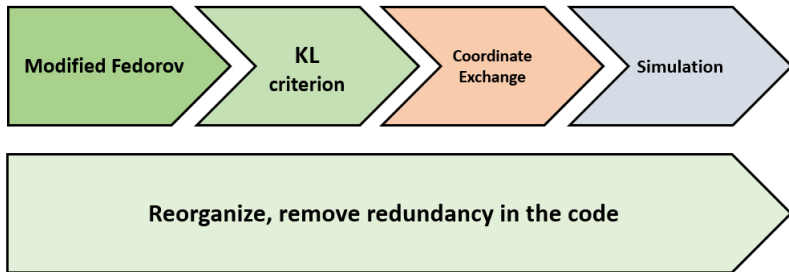 Modified Fedorov
KL
criterion
Coordinate
Exchange
Simulation
Reorganize, remove redundancy in the code